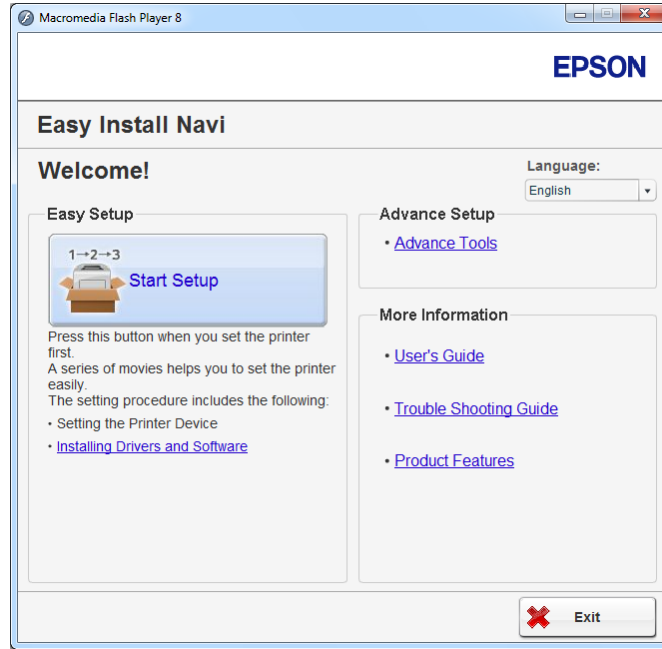 Macromedia Flash Player 8
EPSON
Easy Install Navi
Welcome!
Language:
English
Easy Setup
1→2→3
Start Setup
Press this button when you set the printer
first.
A series of movies helps you to set the printer
easily.
The setting procedure includes the following:
• Setting the Printer Device
• Installing Drivers and Software
Advance Setup
• Advance Tools
More Information
• User's Guide
• Trouble Shooting Guide
• Product Features
Exit